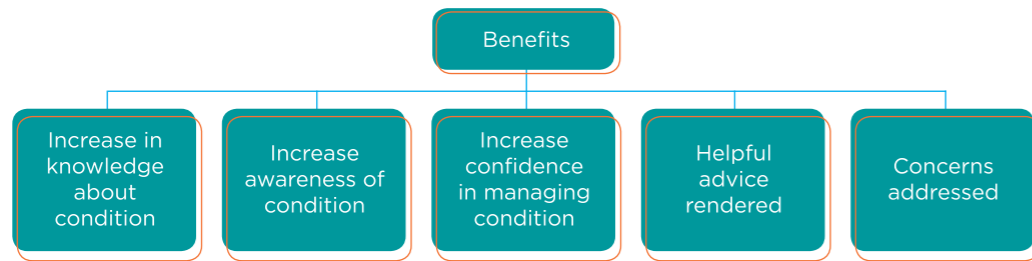 Benefits
Increase in
knowledge
about
condition
Increase
awareness of
condition
Increase
confidence
in managing
condition
Helpful
advice
rendered
Concerns
addressed